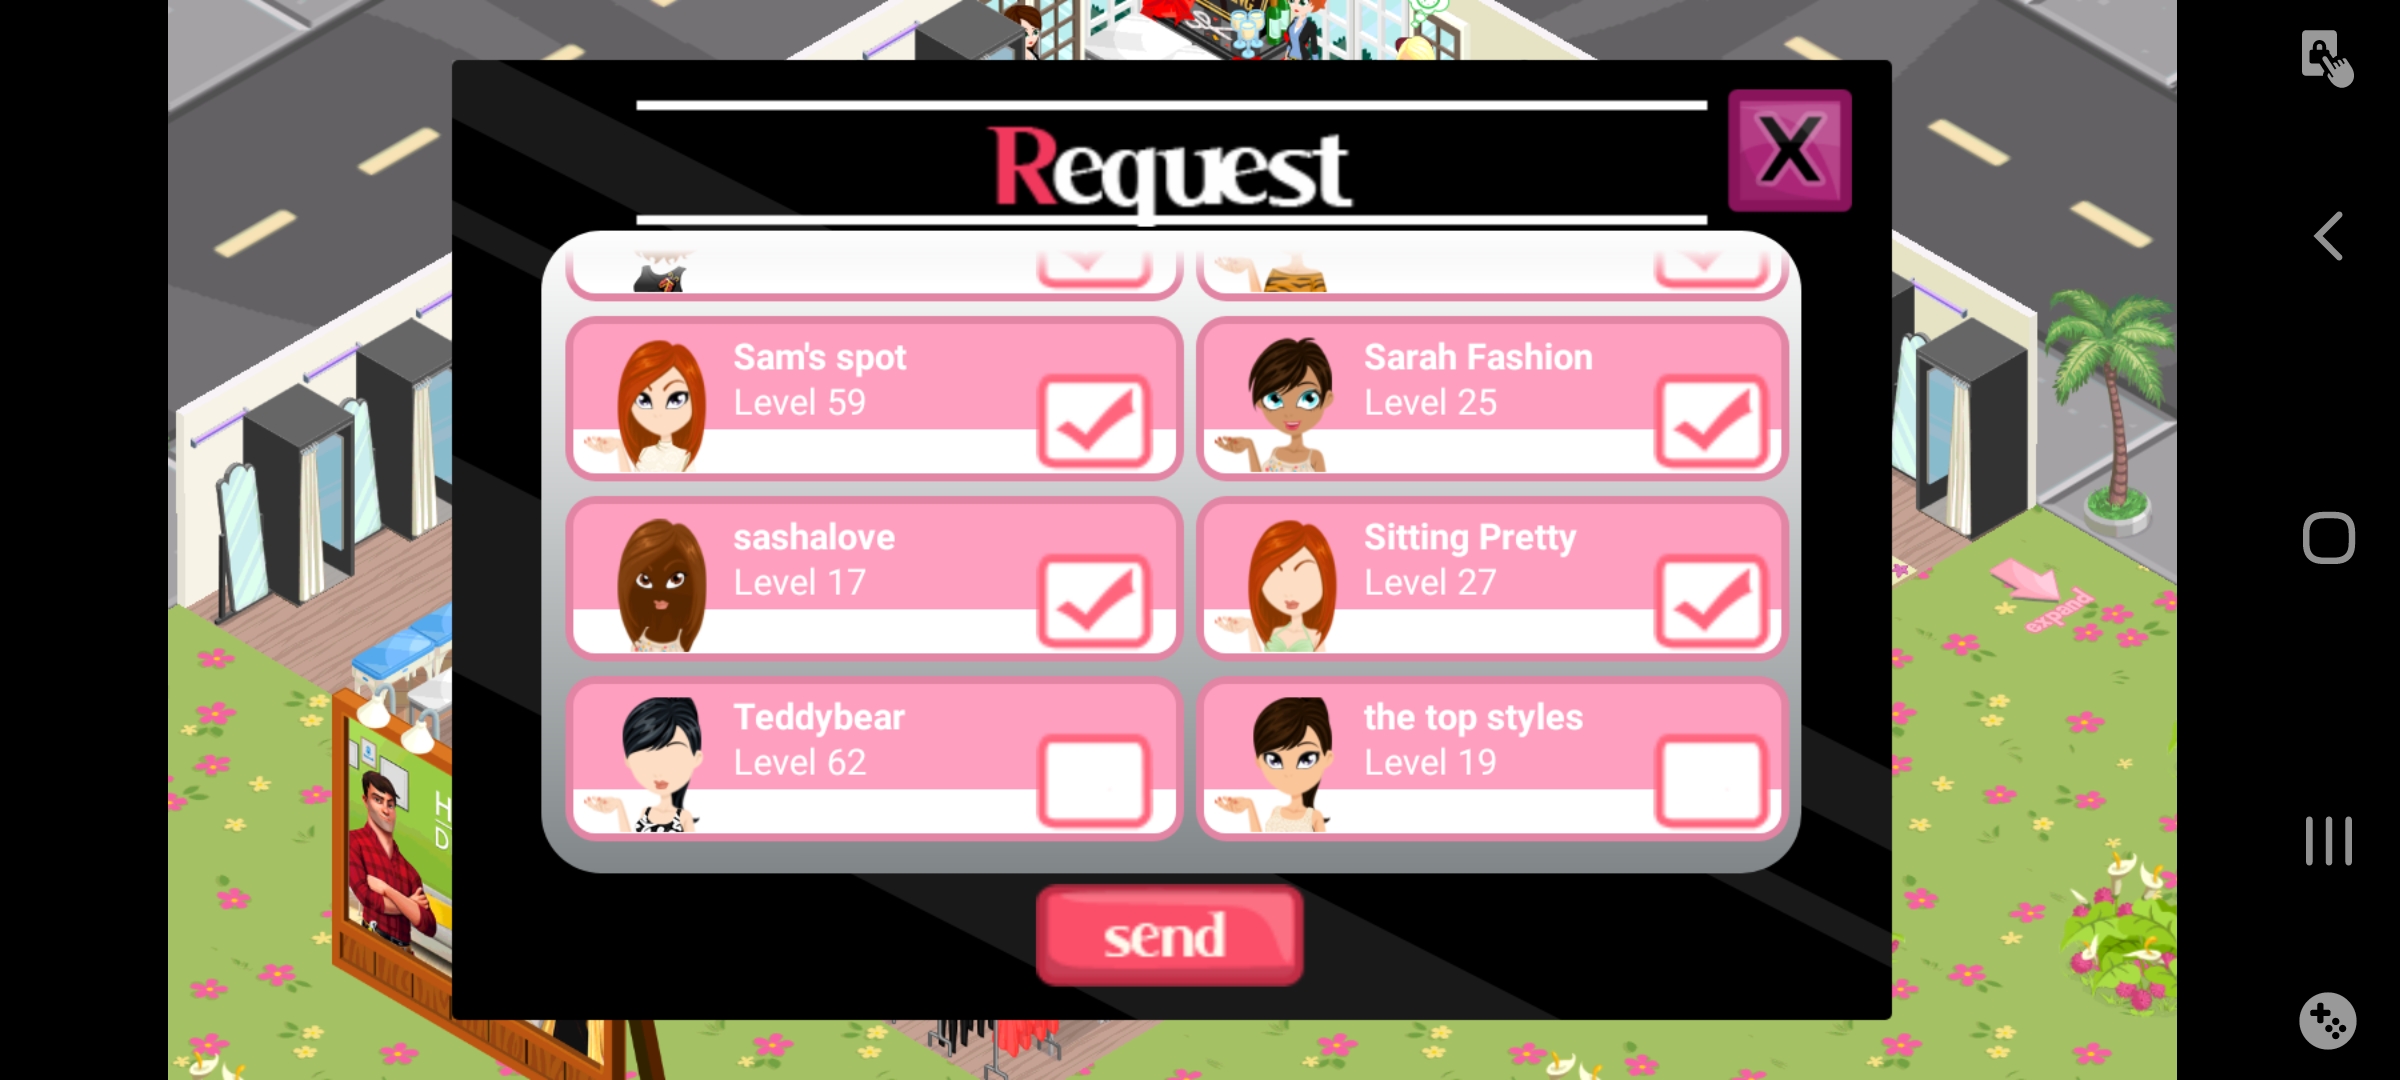 Request
Sam's spot
Level 59
Sarah Fashion
Level 25
sashalove
Level 17
Sitting Pretty
Level 27
Teddybear
Level 62
the top styles
Level 19
send
expand
H
D
X